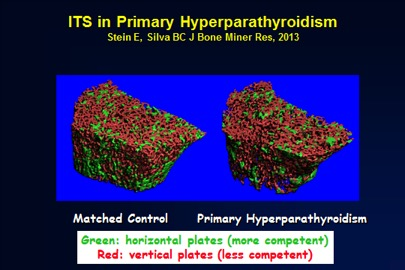 ITS in Primary Hyperparathyroidism
Stein E, Silva BC J Bone Miner Res, 2013
Matched Control Primary Hyperparathyroidism
Green: horizontal plates (more competent)
Red: vertical plates (less competent)